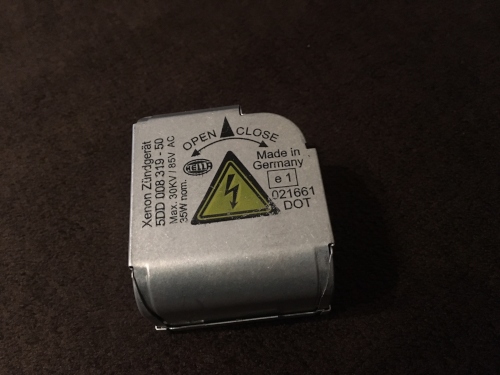 OPEN CLOSE
Xenon Zündgerät
5DD 008 319 - 50
Max. 30KV / 85V AC
35W nom.
HELLA
Made in
Germany
e 1
021661
DOT